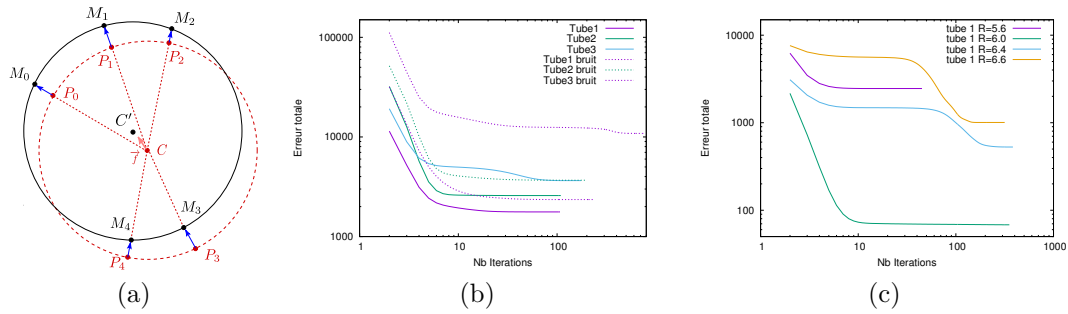 M₁
M₂
P₁
P₂
M₀
P₀
C'
C
f
M₃
M₄
P₃
P₄
(a)
Erreur totale
100000
10000
1000
1
10
100
Nb Iterations
Tube1
Tube2
Tube3
Tube1 bruit
Tube2 bruit
Tube3 bruit
(b)
Erreur totale
10000
1000
100
1
10
100
1000
Nb Iterations
tube 1 R=5.6
tube 1 R=6.0
tube 1 R=6.4
tube 1 R=6.6
(c)